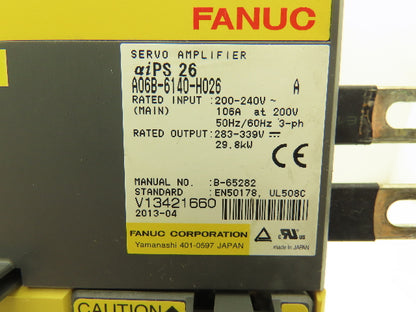 FANUC
SERVO AMPLIFIER
αiPS 26
A06B-6140-H026 A
RATED INPUT : 200-240V ~
(MAIN) 106A at 200V
50Hz/60Hz 3-ph
RATED OUTPUT : 283-339V ⎓
29.8kW
CE
MANUAL NO. : B-65282
STANDARD : EN50178, UL508C
V13421660
2013-04
FANUC CORPORATION
Yamanashi 401-0597 JAPAN
made in JAPAN
CAUTION